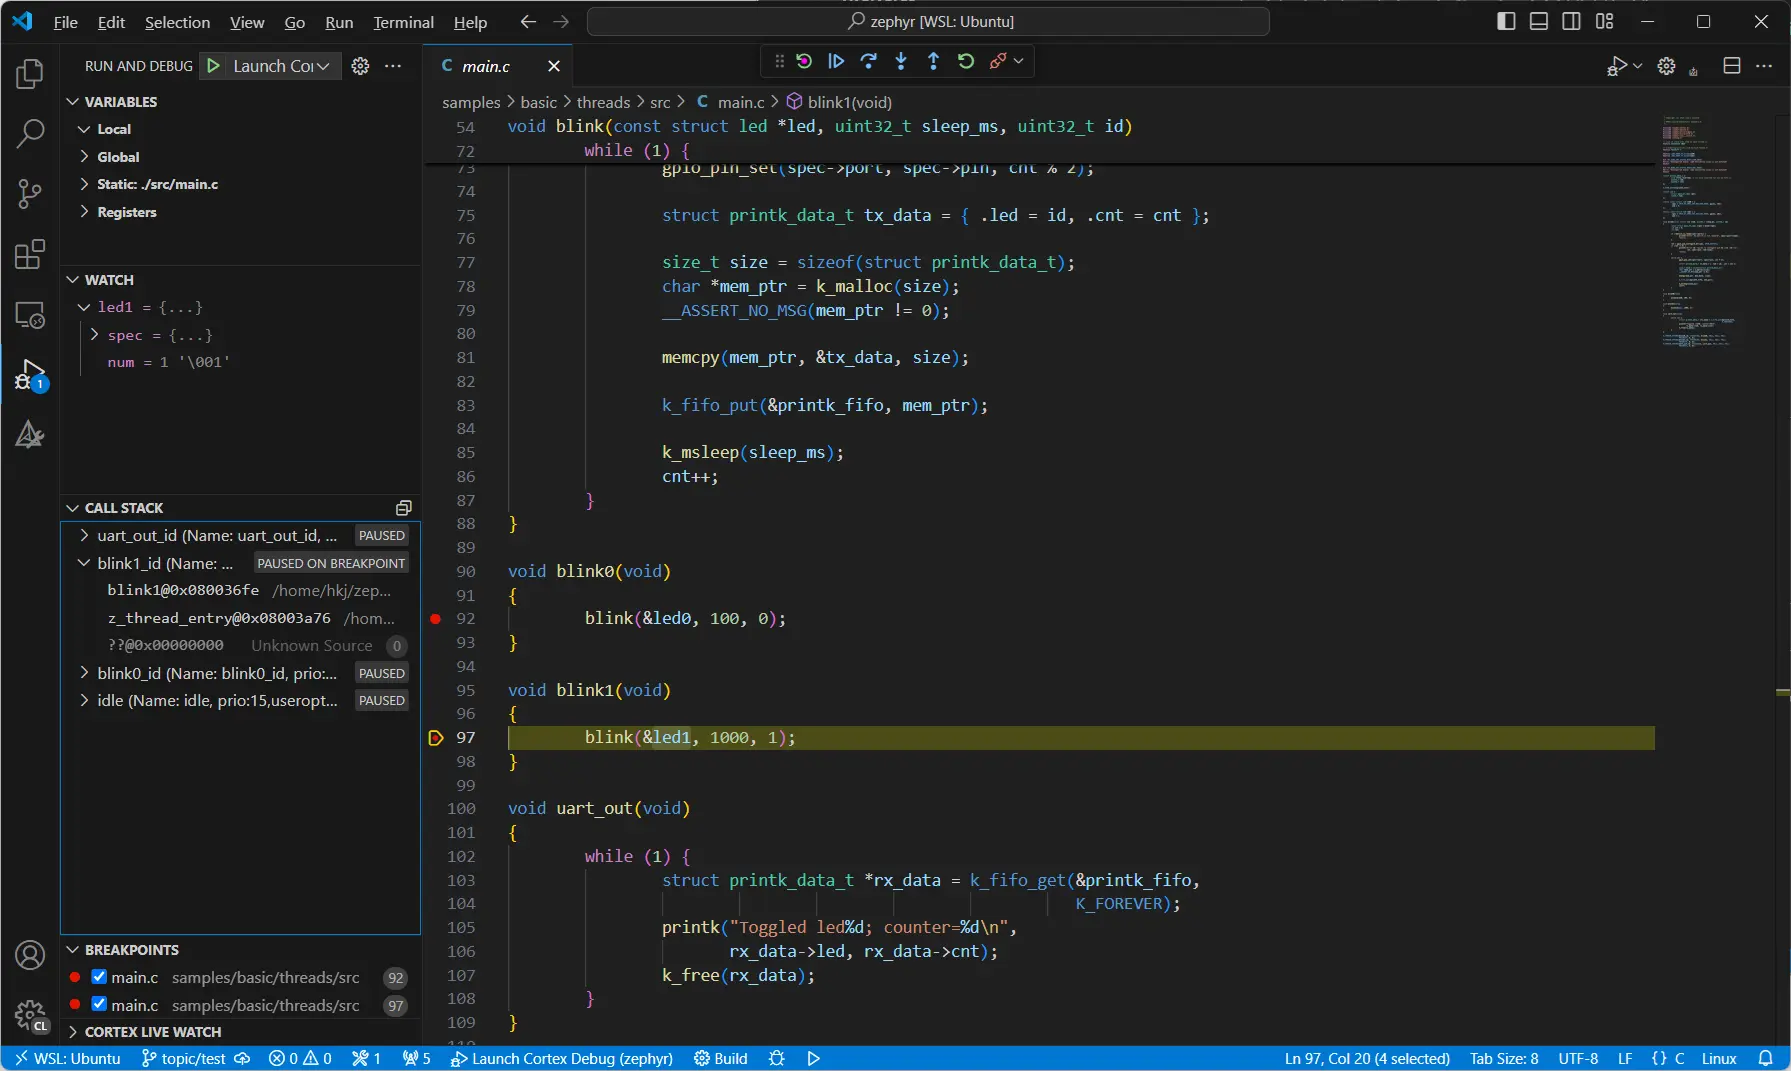 File Edit Selection View Go Run Terminal Help
zephyr [WSL: Ubuntu]
RUN AND DEBUG
Launch Cor
C main.c
samples > basic > threads > src > C main.c > blink1(void)
VARIABLES
Local
Global
Static: ./src/main.c
Registers
WATCH
led1 = {...}
spec = {...}
num = 1 '\001'
CALL STACK
uart_out_id (Name: uart_out_id, ... PAUSED
blink1_id (Name: ... PAUSED ON BREAKPOINT
blink1@0x080036fe /home/hkj/zep...
z_thread_entry@0x08003a76 /hom...
??@0x00000000 Unknown Source 0
blink0_id (Name: blink0_id, prio:... PAUSED
idle (Name: idle, prio:15,useropt... PAUSED
BREAKPOINTS
main.c samples/basic/threads/src 92
main.c samples/basic/threads/src 97
CORTEX LIVE WATCH
1
CL
54 void blink(const struct led *led, uint32_t sleep_ms, uint32_t id)
72 while (1) {
73 gpio_pin_set(spec->port, spec->pin, cnt % 2);
74
75 struct printk_data_t tx_data = { .led = id, .cnt = cnt };
76
77 size_t size = sizeof(struct printk_data_t);
78 char *mem_ptr = k_malloc(size);
79 __ASSERT_NO_MSG(mem_ptr != 0);
80
81 memcpy(mem_ptr, &tx_data, size);
82
83 k_fifo_put(&printk_fifo, mem_ptr);
84
85 k_msleep(sleep_ms);
86 cnt++;
87 }
88 }
89
90 void blink0(void)
91 {
92 blink(&led0, 100, 0);
93 }
94
95 void blink1(void)
96 {
97 blink(&led1, 1000, 1);
98 }
99
100 void uart_out(void)
101 {
102 while (1) {
103 struct printk_data_t *rx_data = k_fifo_get(&printk_fifo,
104 K_FOREVER);
105 printk("Toggled led%d; counter=%d\n",
106 rx_data->led, rx_data->cnt);
107 k_free(rx_data);
108 }
109 }
110
WSL: Ubuntu topic/test 0 0 1 5 Launch Cortex Debug (zephyr) Build Ln 97, Col 20 (4 selected) Tab Size: 8 UTF-8 LF {} C Linux